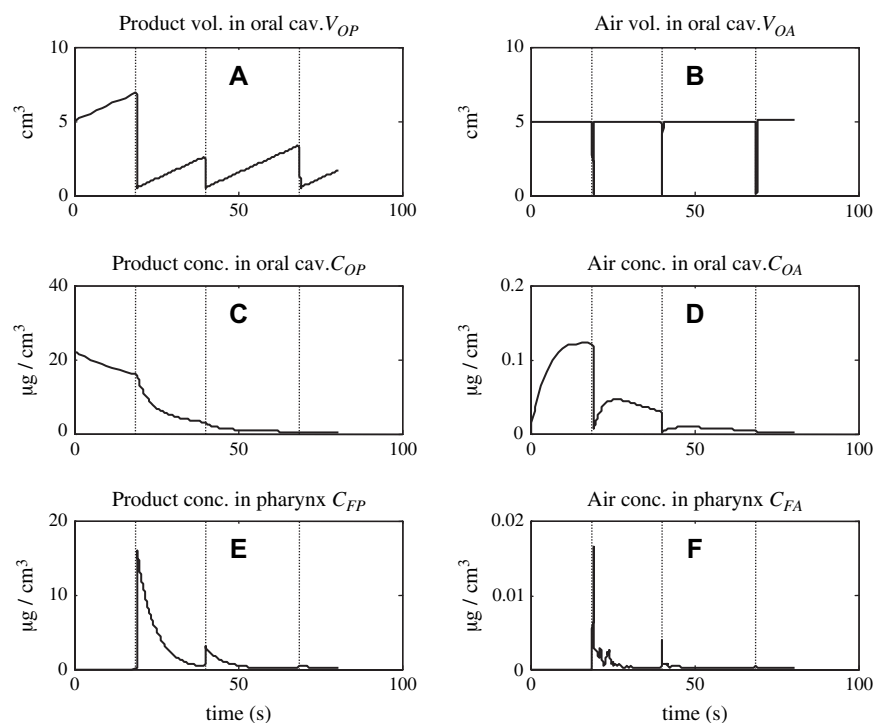 Product vol. in oral cav.V_OP
Air vol. in oral cav.V_OA
10
5
0
0
50
100
cm³
A
10
5
0
0
50
100
cm³
B
Product conc. in oral cav.C_OP
Air conc. in oral cav.C_OA
40
20
0
0
50
100
µg / cm³
C
0.2
0.1
0
0
50
100
µg / cm³
D
Product conc. in pharynx C_FP
Air conc. in pharynx C_FA
20
10
0
0
50
100
µg / cm³
E
time (s)
0.02
0.01
0
0
50
100
µg / cm³
F
time (s)